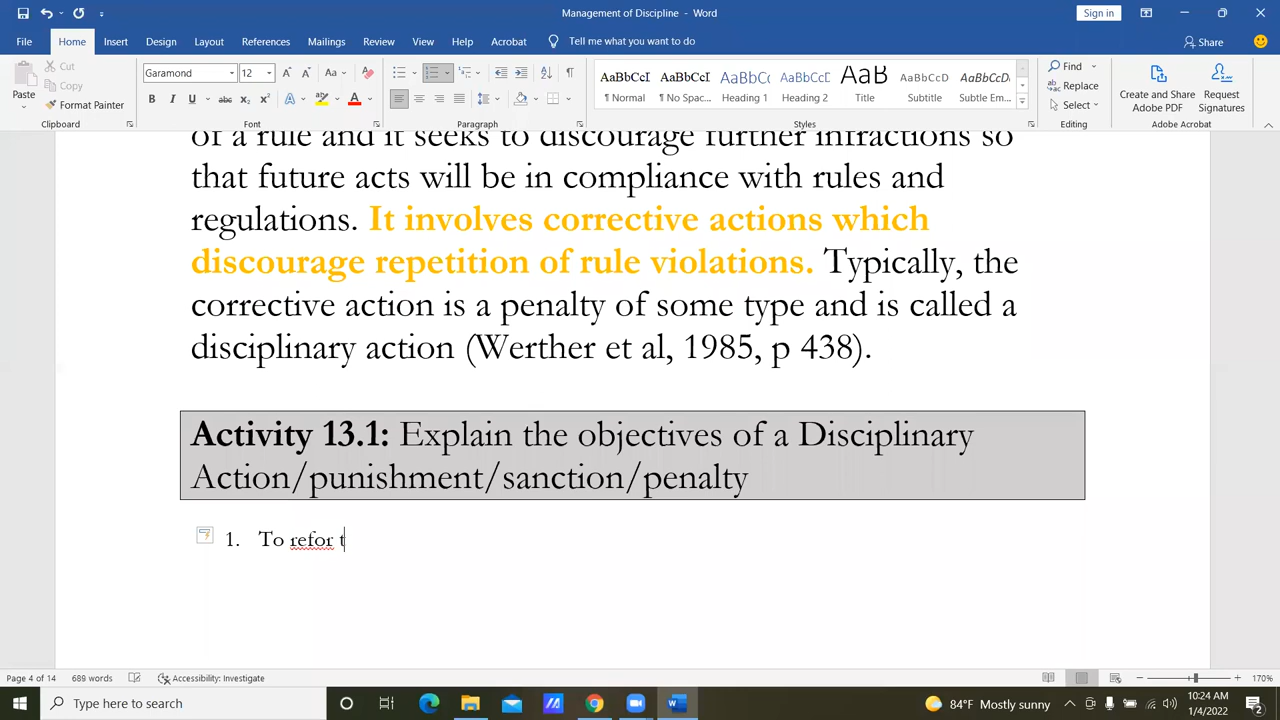 Management of Discipline - Word
Sign in
File Home Insert Design Layout References Mailings Review View Help Acrobat Tell me what you want to do Share
Paste Cut Copy Format Painter
Garamond 12
AaBbCcI AaBbCcI AaBbC( AaBbCcI AaB AaBbCcI AaBbCcI
¶ Normal ¶ No Spac... Heading 1 Heading 2 Title Subtitle Subtle Em...
Find Replace Select
Create and Share Adobe PDF Request Signatures
Clipboard Font Paragraph Styles Editing Adobe Acrobat
of a rule and it seeks to discourage further infractions so
that future acts will be in compliance with rules and
regulations. It involves corrective actions which
discourage repetition of rule violations. Typically, the
corrective action is a penalty of some type and is called a
disciplinary action (Werther et al, 1985, p 438).
Activity 13.1: Explain the objectives of a Disciplinary
Action/punishment/sanction/penalty
1. To refor t
Page 4 of 14 689 words Accessibility: Investigate 170%
Type here to search 84°F Mostly sunny 10:24 AM
1/4/2022